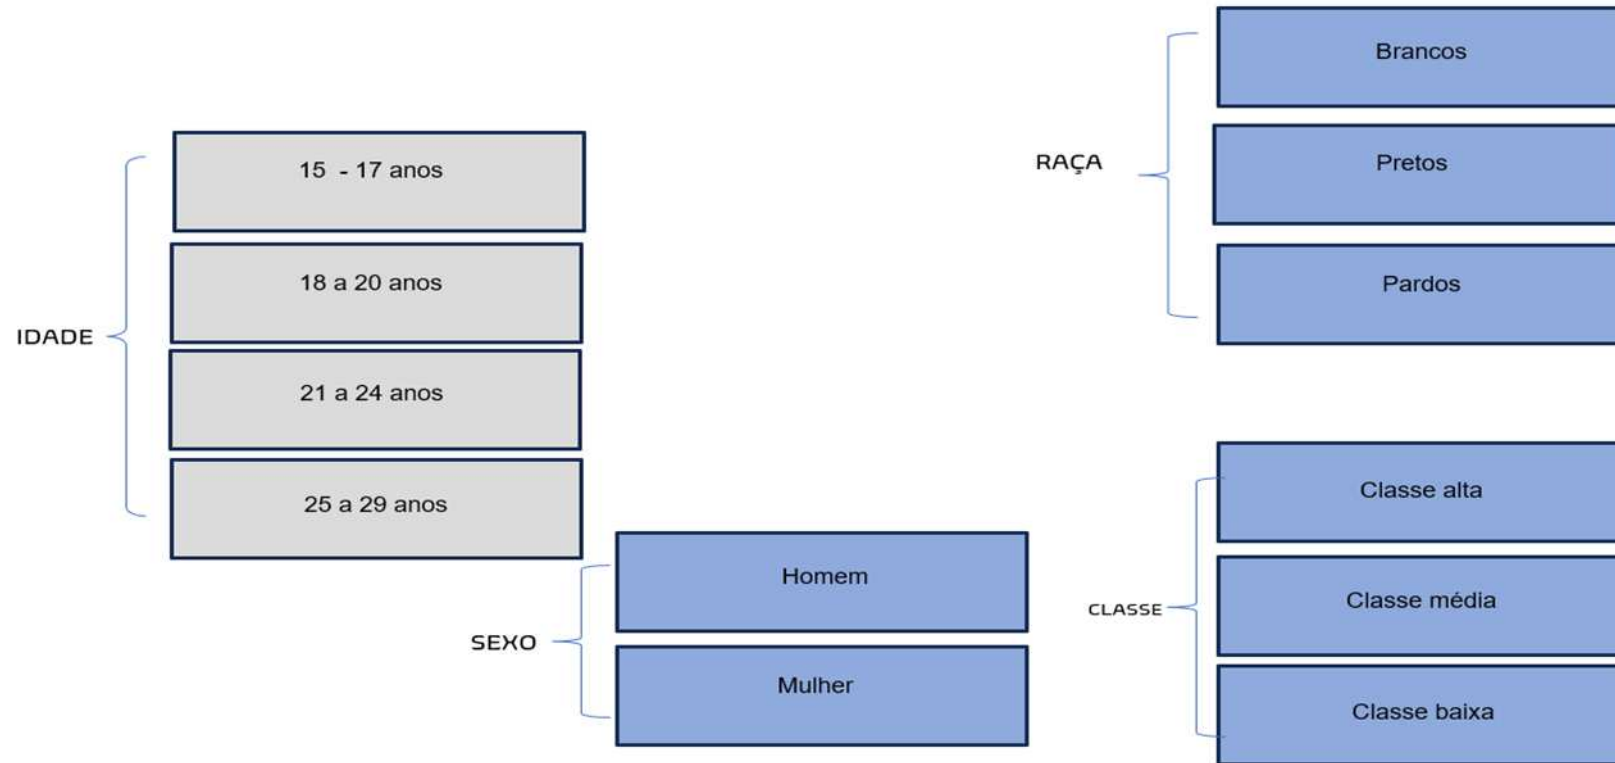 IDADE
15 - 17 anos
18 a 20 anos
21 a 24 anos
25 a 29 anos
SEXO
Homem
Mulher
RAÇA
Brancos
Pretos
Pardos
CLASSE
Classe alta
Classe média
Classe baixa